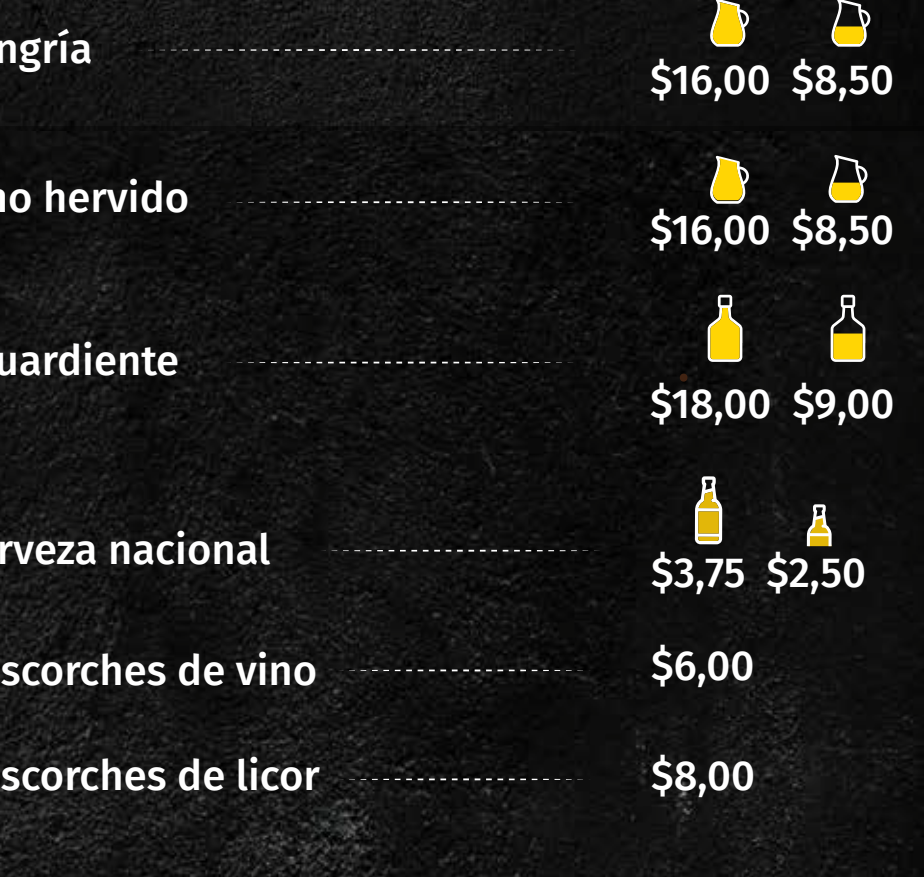 ngría $16,00 $8,50
no hervido $16,00 $8,50
uardiente $18,00 $9,00
rveza nacional $3,75 $2,50
scorches de vino $6,00
scorches de licor $8,00